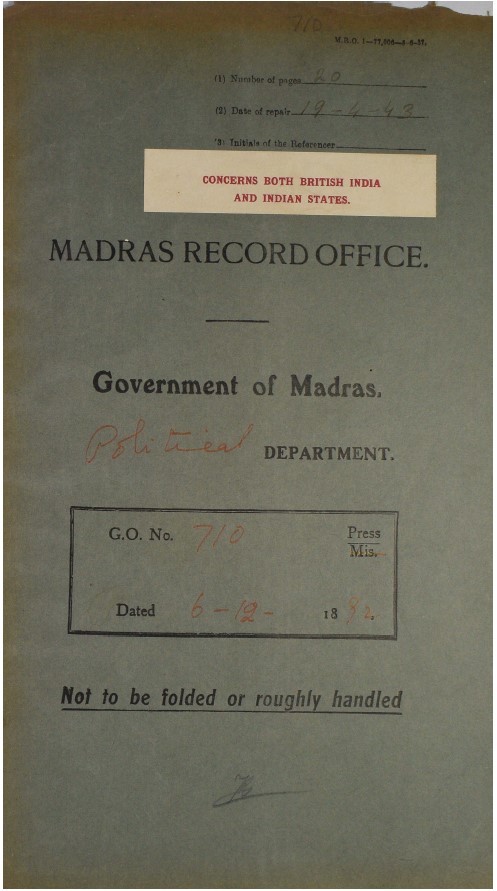 710
(1) Number of pages 20
(2) Date of repair 19-4-43
(3) Initials of the Referencer
CONCERNS BOTH BRITISH INDIA
AND INDIAN STATES.
MADRAS RECORD OFFICE.
Government of Madras.
Political DEPARTMENT.
G.O. No. 710 Press
Mis.
Dated 6-12- 1882.
Not to be folded or roughly handled